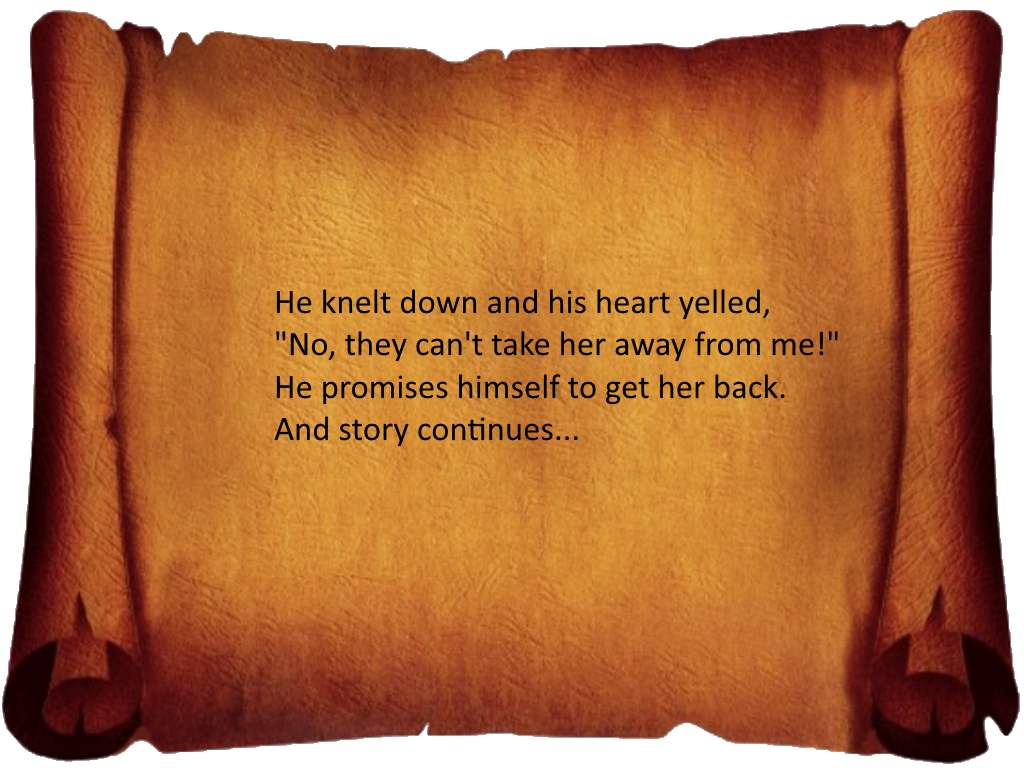 He knelt down and his heart yelled,
"No, they can't take her away from me!"
He promises himself to get her back.
And story continues...